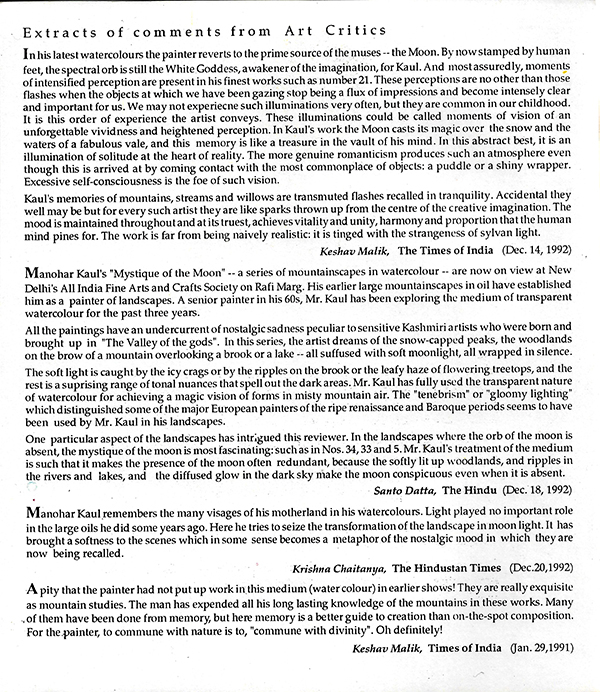 Extracts of comments from Art Critics
In his latest watercolours the painter reverts to the prime source of the muses -- the Moon. By now stamped by human
feet, the spectral orb is still the White Goddess, awakener of the imagination, for Kaul. And most assuredly, moments
of intensified perception are present in his finest works such as number 21. These perceptions are no other than those
flashes when the objects at which we have been gazing stop being a flux of impressions and become intensely clear
and important for us. We may not experiecne such illuminations very often, but they are common in our childhood.
It is this order of experience the artist conveys. These illuminations could be called moments of vision of an
unforgettable vividness and heightened perception. In Kaul's work the Moon casts its magic over the snow and the
waters of a fabulous vale, and this memory is like a treasure in the vault of his mind. In this abstract best, it is an
illumination of solitude at the heart of reality. The more genuine romanticism produces such an atmosphere even
though this is arrived at by coming contact with the most commonplace of objects: a puddle or a shiny wrapper.
Excessive self-consciousness is the foe of such vision.
Kaul's memories of mountains, streams and willows are transmuted flashes recalled in tranquility. Accidental they
well may be but for every such artist they are like sparks thrown up from the centre of the creative imagination. The
mood is maintained throughout and at its truest, achieves vitality and unity, harmony and proportion that the human
mind pines for. The work is far from being naively realistic: it is tinged with the strangeness of sylvan light.
Keshav Malik, The Times of India (Dec. 14, 1992)
Manohar Kaul's "Mystique of the Moon" -- a series of mountainscapes in watercolour -- are now on view at New
Delhi's All India Fine Arts and Crafts Society on Rafi Marg. His earlier large mountainscapes in oil have established
him as a painter of landscapes. A senior painter in his 60s, Mr. Kaul has been exploring the medium of transparent
watercolour for the past three years.
All the paintings have an undercurrent of nostalgic sadness peculiar to sensitive Kashmiri artists who were born and
brought up in "The Valley of the gods". In this series, the artist dreams of the snow-capped peaks, the woodlands
on the brow of a mountain overlooking a brook or a lake -- all suffused with soft moonlight, all wrapped in silence.
The soft light is caught by the icy crags or by the ripples on the brook or the leafy haze of flowering treetops, and the
rest is a suprising range of tonal nuances that spell out the dark areas. Mr. Kaul has fully used the transparent nature
of watercolour for achieving a magic vision of forms in misty mountain air. The "tenebrism" or "gloomy lighting"
which distinguished some of the major European painters of the ripe renaissance and Baroque periods seems to have
been used by Mr. Kaul in his landscapes.
One particular aspect of the landscapes has intrigued this reviewer. In the landscapes where the orb of the moon is
absent, the mystique of the moon is most fascinating: such as in Nos. 34, 33 and 5. Mr. Kaul's treatment of the medium
is such that it makes the presence of the moon often redundant, because the softly lit up woodlands, and ripples in
the rivers and lakes, and the diffused glow in the dark sky make the moon conspicuous even when it is absent.
Santo Datta, The Hindu (Dec. 18, 1992)
Manohar Kaul remembers the many visages of his motherland in his watercolours. Light played no important role
in the large oils he did some years ago. Here he tries to seize the transformation of the landscape in moon light. It has
brought a softness to the scenes which in some sense becomes a metaphor of the nostalgic mood in which they are
now being recalled.
Krishna Chaitanya, The Hindustan Times (Dec.20,1992)
A pity that the painter had not put up work in this medium (water colour) in earlier shows! They are really exquisite
as mountain studies. The man has expended all his long lasting knowledge of the mountains in these works. Many
of them have been done from memory, but here memory is a better guide to creation than on-the-spot composition.
For the painter, to commune with nature is to, "commune with divinity". Oh definitely!
Keshav Malik, Times of India (Jan. 29,1991)